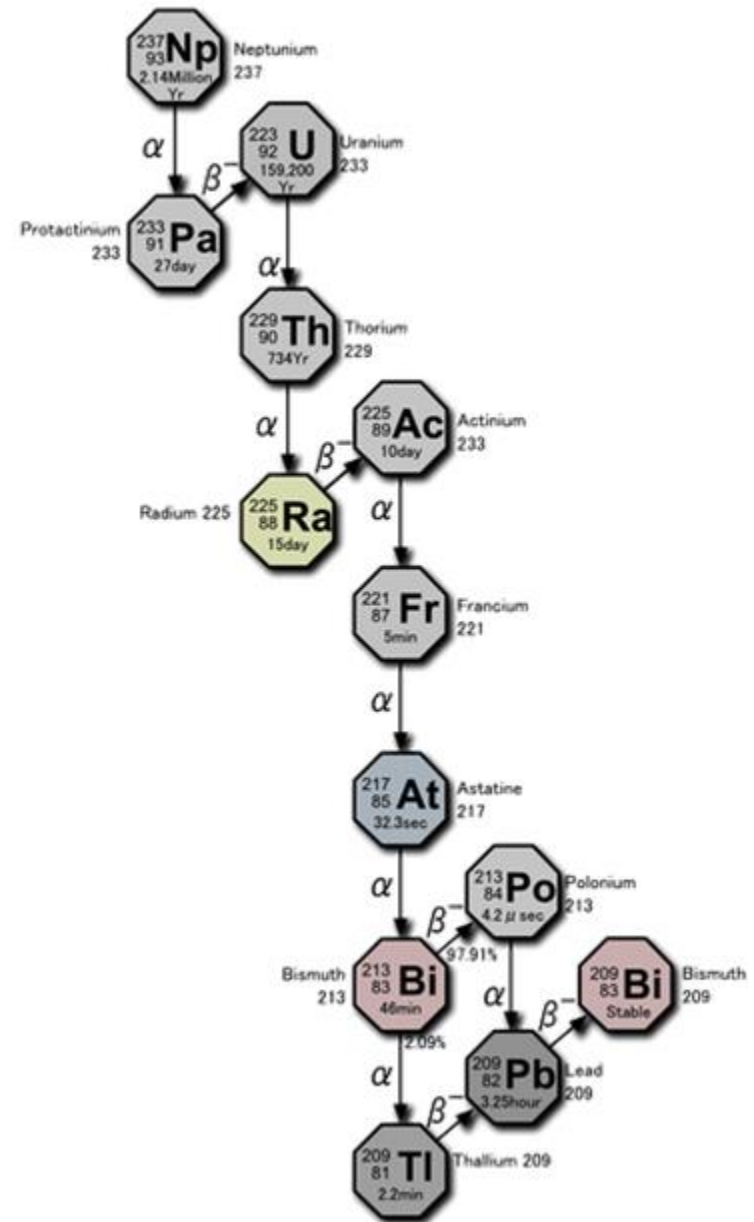 237
93 Np
2.14Million
Yr
Neptunium
237
α
223
92 U
159,200
Yr
Uranium
233
β−
Protactinium
233
233
91 Pa
27day
α
229
90 Th
734Yr
Thorium
229
α
225
89 Ac
10day
Actinium
233
β−
Radium 225
225
88 Ra
15day
α
221
87 Fr
5min
Francium
221
α
217
85 At
32.3sec
Astatine
217
α
213
84 Po
4.2 μ sec
Polonium
213
β−
97.91%
Bismuth
213
213
83 Bi
46min
2.09%
α
209
83 Bi
Stable
Bismuth
209
β−
α
209
82 Pb
3.25hour
Lead
209
β−
209
81 Tl
2.2min
Thallium 209